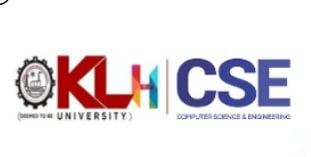 KLH
(DEEMED TO BE UNIVERSITY)
CSE
COMPUTER SCIENCE & ENGINEERING